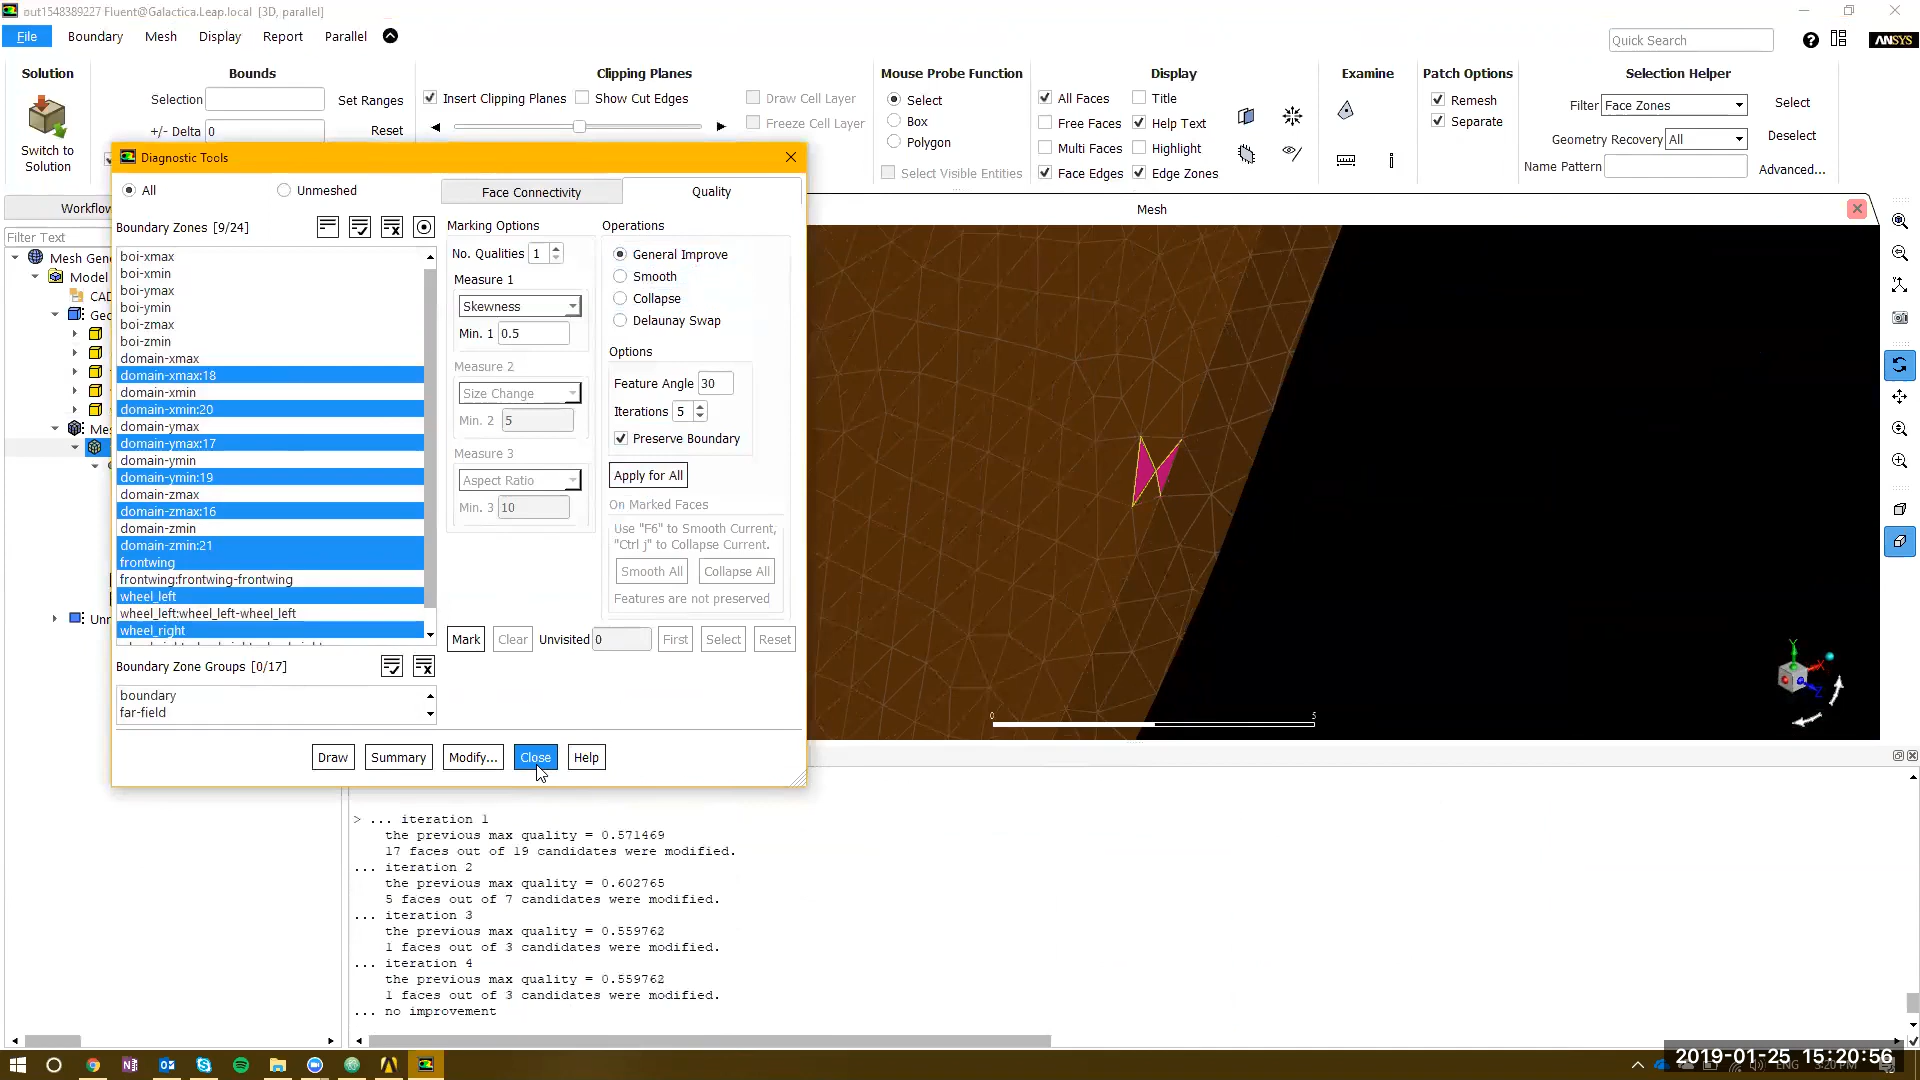 out1548389227 Fluent@Galactica.Leap.local [3D, parallel]
File Boundary Mesh Display Report Parallel
Quick Search
ANSYS
Solution
Switch to
Solution
Bounds
Selection
Set Ranges
+/- Delta 0
Reset
Clipping Planes
Insert Clipping Planes
Show Cut Edges
Draw Cell Layer
Freeze Cell Layer
Mouse Probe Function
Select
Box
Polygon
Select Visible Entities
Display
All Faces
Free Faces
Multi Faces
Face Edges
Title
Help Text
Highlight
Edge Zones
Examine
Patch Options
Remesh
Separate
Selection Helper
Filter Face Zones Select
Geometry Recovery All Deselect
Name Pattern Advanced...
Filter Text
Mesh
Diagnostic Tools
All
Unmeshed
Face Connectivity
Quality
Boundary Zones [9/24]
boi-xmax
boi-xmin
boi-ymax
boi-ymin
boi-zmax
boi-zmin
domain-xmax
domain-xmax:18
domain-xmin
domain-xmin:20
domain-ymax
domain-ymax:17
domain-ymin
domain-ymin:19
domain-zmax
domain-zmax:16
domain-zmin
domain-zmin:21
frontwing
frontwing:frontwing-frontwing
wheel_left
wheel_left:wheel_left-wheel_left
wheel_right
Boundary Zone Groups [0/17]
boundary
far-field
Marking Options
No. Qualities 1
Measure 1
Skewness
Min. 1 0.5
Measure 2
Size Change
Min. 2 5
Measure 3
Aspect Ratio
Min. 3 10
Operations
General Improve
Smooth
Collapse
Delaunay Swap
Options
Feature Angle 30
Iterations 5
Preserve Boundary
Apply for All
On Marked Faces
Use "F6" to Smooth Current,
"Ctrl j" to Collapse Current.
Smooth All Collapse All
Features are not preserved
Mark Clear Unvisited 0 First Select Reset
Draw Summary Modify... Close Help
0 5
Y
X
Z
> ... iteration 1
the previous max quality = 0.571469
17 faces out of 19 candidates were modified.
... iteration 2
the previous max quality = 0.602765
5 faces out of 7 candidates were modified.
... iteration 3
the previous max quality = 0.559762
1 faces out of 3 candidates were modified.
... iteration 4
the previous max quality = 0.559762
1 faces out of 3 candidates were modified.
... no improvement
2019-01-25 15:20:56